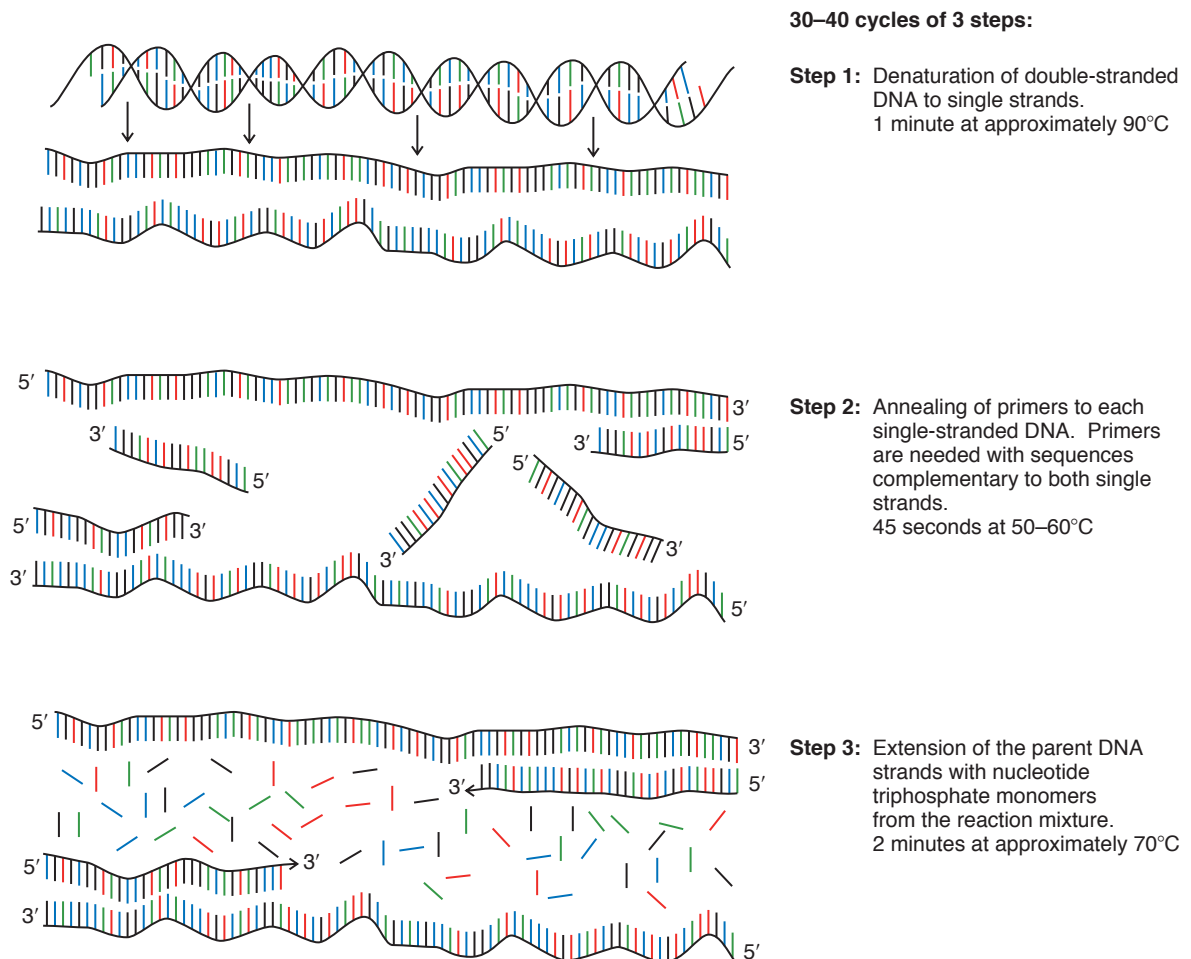 30–40 cycles of 3 steps:
Step 1: Denaturation of double-stranded
DNA to single strands.
1 minute at approximately 90°C
5′
3′
Step 2: Annealing of primers to each
single-stranded DNA. Primers
are needed with sequences
complementary to both single
strands.
45 seconds at 50–60°C
3′
5′
5′
3′
5′
3′
5′
5′
3′
3′
3′
5′
5′
3′
Step 3: Extension of the parent DNA
strands with nucleotide
triphosphate monomers
from the reaction mixture.
2 minutes at approximately 70°C
3′
5′
5′
3′
3′
5′